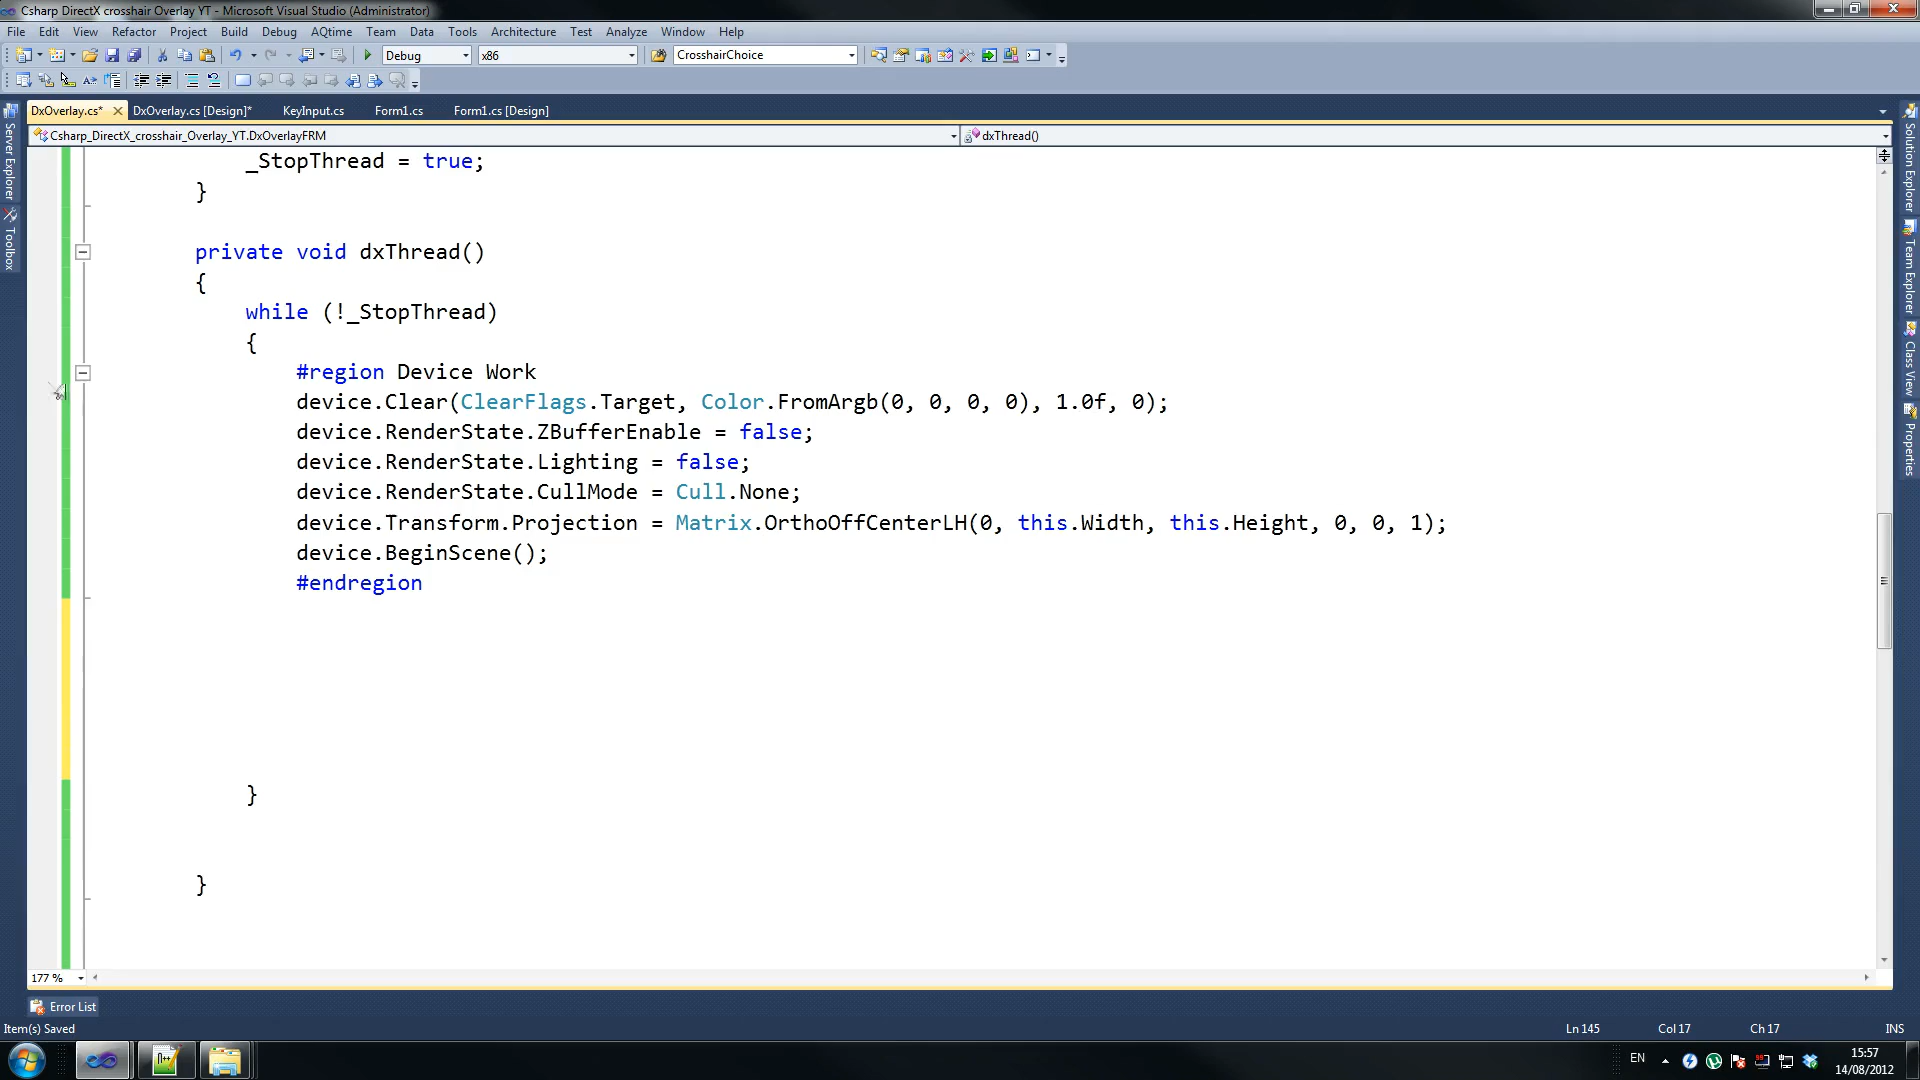 Csharp DirectX crosshair Overlay YT - Microsoft Visual Studio (Administrator)
File Edit View Refactor Project Build Debug AQtime Team Data Tools Architecture Test Analyze Window Help
Debug x86 CrosshairChoice
DxOverlay.cs* DxOverlay.cs [Design]* KeyInput.cs Form1.cs Form1.cs [Design]
Csharp_DirectX_crosshair_Overlay_YT.DxOverlayFRM dxThread()
Server Explorer
Toolbox
Solution Explorer
Team Explorer
Class View
Properties
_StopThread = true;
}
private void dxThread()
{
while (!_StopThread)
{
#region Device Work
device.Clear(ClearFlags.Target, Color.FromArgb(0, 0, 0, 0), 1.0f, 0);
device.RenderState.ZBufferEnable = false;
device.RenderState.Lighting = false;
device.RenderState.CullMode = Cull.None;
device.Transform.Projection = Matrix.OrthoOffCenterLH(0, this.Width, this.Height, 0, 0, 1);
device.BeginScene();
#endregion
}
}
177 %
Error List
Item(s) Saved Ln 145 Col 17 Ch 17 INS
EN 15:57
14/08/2012